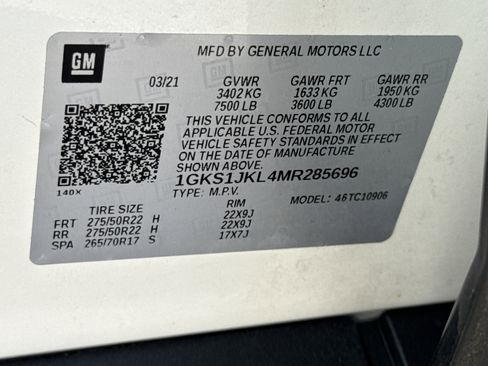 GM
MFD BY GENERAL MOTORS LLC
03/21 GVWR GAWR FRT GAWR RR
3402 KG 1633 KG 1950 KG
7500 LB 3600 LB 4300 LB
THIS VEHICLE CONFORMS TO ALL
APPLICABLE U.S. FEDERAL MOTOR
VEHICLE SAFETY STANDARDS IN EFFECT
ON THE DATE OF MANUFACTURE
SHOWN ABOVE.
1GKS1JKL4MR285696
140X TYPE: M.P.V. MODEL: 46TC10906
TIRE SIZE RIM
FRT 275/50R22 H 22X9J
RR 275/50R22 H 22X9J
SPA 265/70R17 S 17X7J